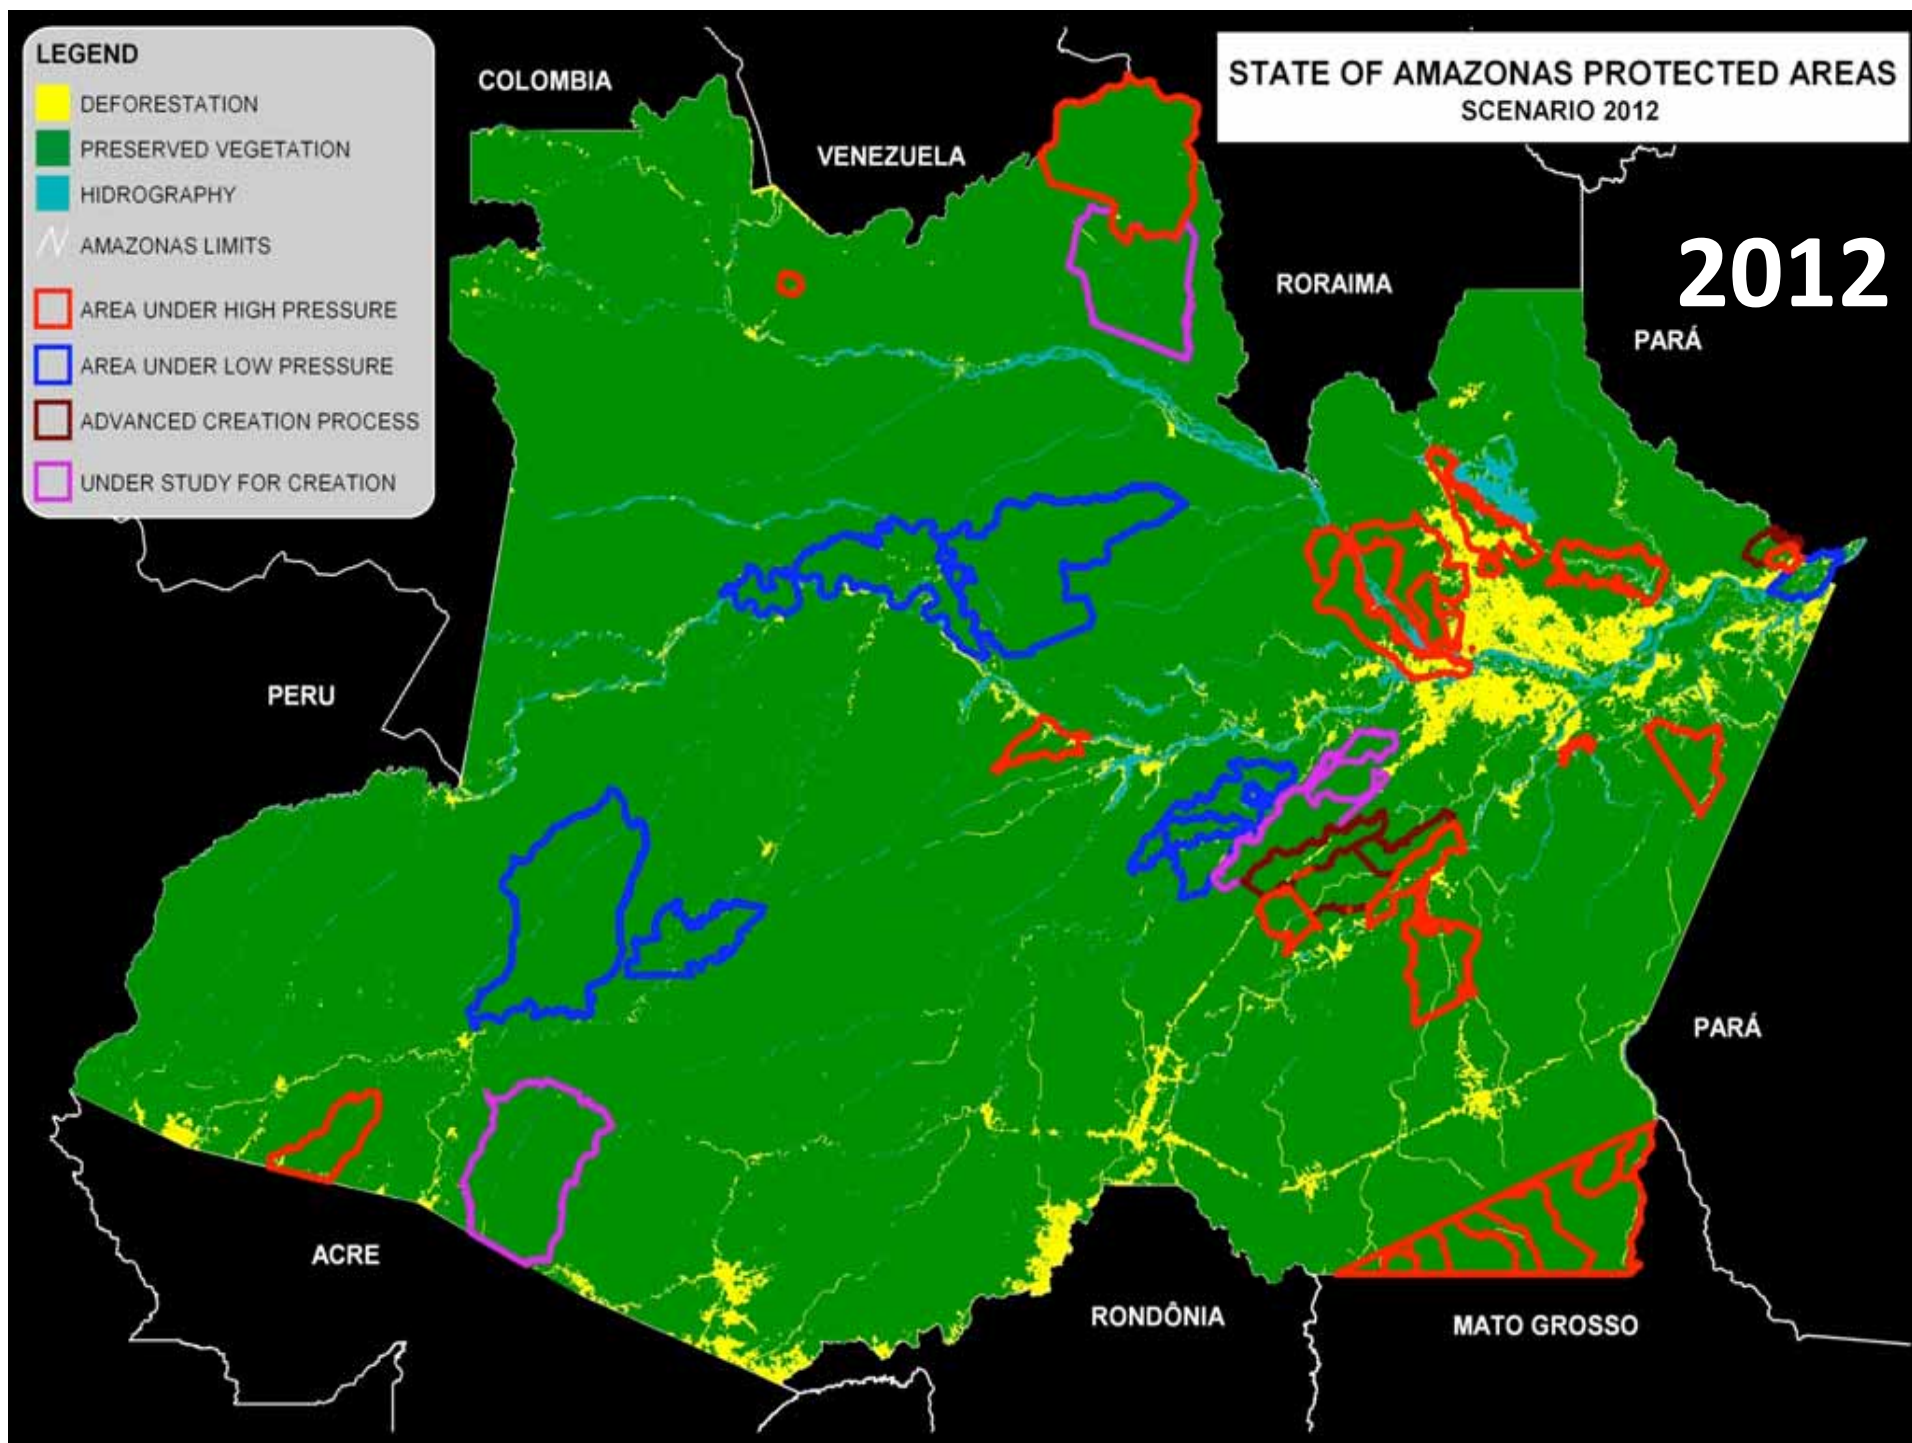 LEGEND
DEFORESTATION
PRESERVED VEGETATION
HIDROGRAPHY
AMAZONAS LIMITS
AREA UNDER HIGH PRESSURE
AREA UNDER LOW PRESSURE
ADVANCED CREATION PROCESS
UNDER STUDY FOR CREATION
STATE OF AMAZONAS PROTECTED AREAS
SCENARIO 2012
2012
COLOMBIA
VENEZUELA
RORAIMA
PARÁ
PERU
PARÁ
ACRE
RONDÔNIA
MATO GROSSO